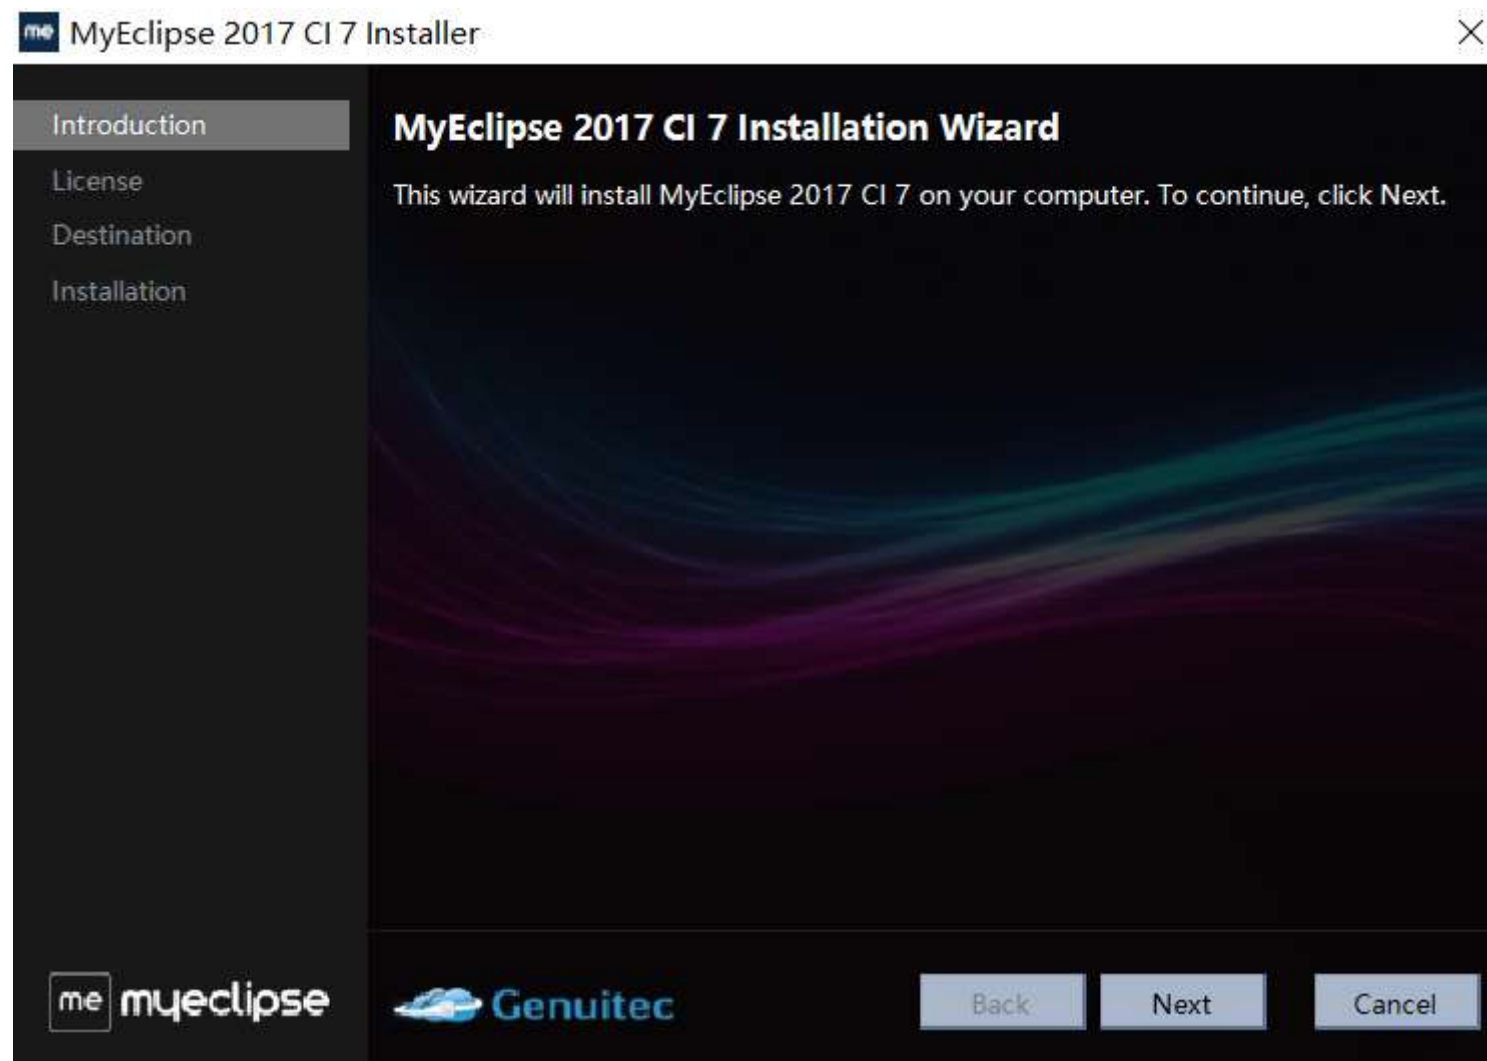 me MyEclipse 2017 CI 7 Installer
Introduction
License
Destination
Installation
MyEclipse 2017 CI 7 Installation Wizard
This wizard will install MyEclipse 2017 CI 7 on your computer. To continue, click Next.
me myeclipse
Genuitec
Back
Next
Cancel